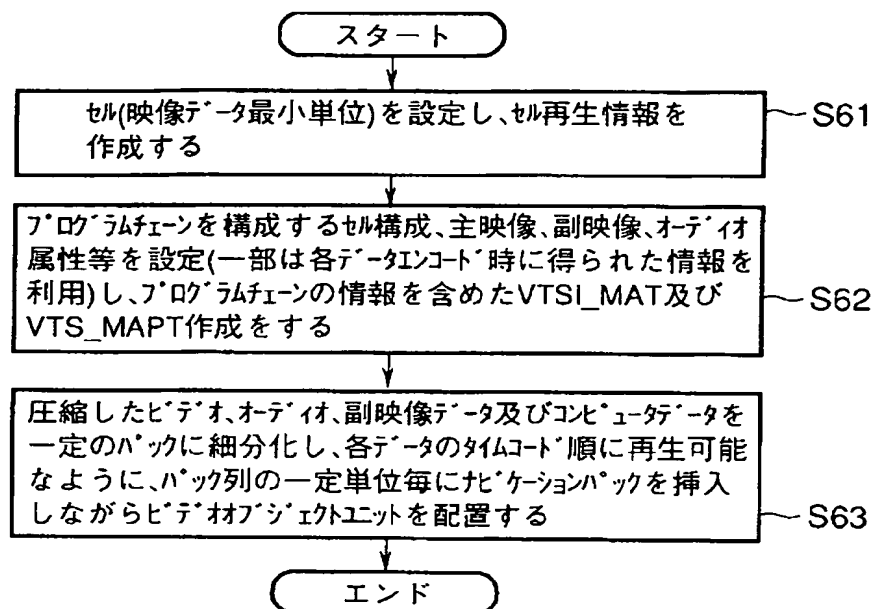 スタート
セル(映像データ最小単位)を設定し、セル再生情報を
作成する
S61
プログラムチェーンを構成するセル構成、主映像、副映像、オーディオ
属性等を設定(一部は各データエンコード時に得られた情報を
利用)し、プログラムチェーンの情報を含めたVTSI_MAT及び
VTS_MAPT作成をする
S62
圧縮したビデオ、オーディオ、副映像データ及びコンピュータデータを
一定のパックに細分化し、各データのタイムコード順に再生可能
なように、パック列の一定単位毎にナビケーションパックを挿入
しながらビデオオブジェクトユニットを配置する
S63
エンド